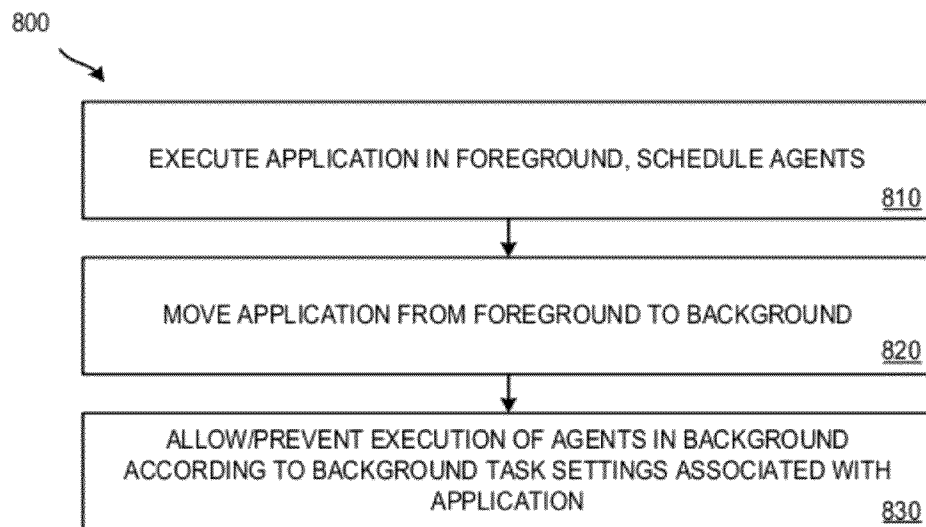 800
EXECUTE APPLICATION IN FOREGROUND, SCHEDULE AGENTS
810
MOVE APPLICATION FROM FOREGROUND TO BACKGROUND
820
ALLOW/PREVENT EXECUTION OF AGENTS IN BACKGROUND
ACCORDING TO BACKGROUND TASK SETTINGS ASSOCIATED WITH
APPLICATION
830